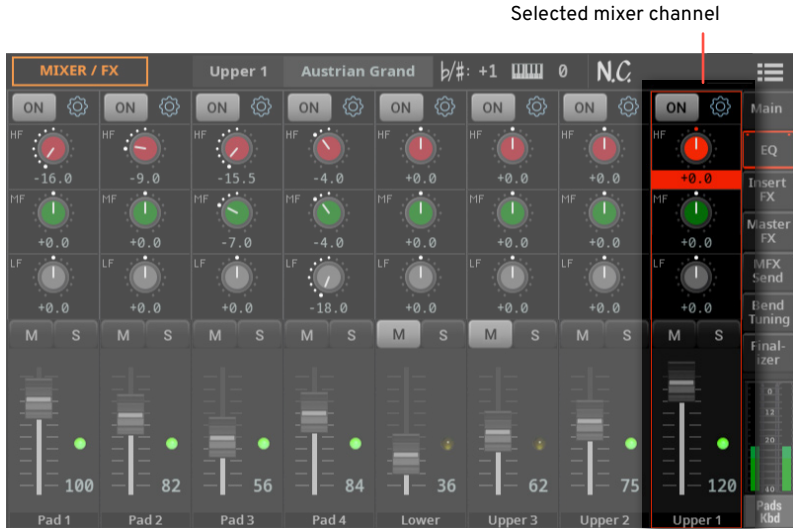 Selected mixer channel
MIXER / FX Upper 1 Austrian Grand ♭/♯: +1 0 N.C.
ON ON ON ON ON ON ON ON Main
HF HF HF HF HF HF HF HF
EQ
-16.0 -9.0 -15.5 -4.0 +0.0 +0.0 +0.0 +0.0
Insert
FX
MF MF MF MF MF MF MF MF
Master
FX
+0.0 +0.0 -7.0 -4.0 +0.0 +0.0 +0.0 +0.0
LF LF LF LF LF LF LF LF
MFX
Send
+0.0 +0.0 +0.0 -18.0 +0.0 +0.0 +0.0 +0.0
Bend
Tuning
M S M S M S M S M S M S M S M S
Final-
izer
0
12
20
40
100 82 56 84 36 62 75 120
Pad 1 Pad 2 Pad 3 Pad 4 Lower Upper 3 Upper 2 Upper 1
Pads
Kbd